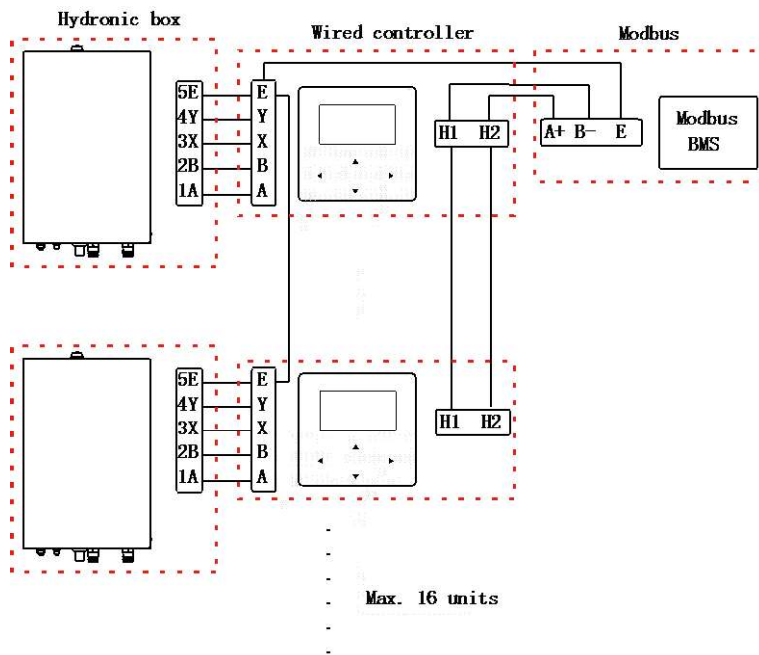 Hydronic box
Wired controller
Modbus
5E
4Y
3X
2B
1A
E
Y
X
B
A
H1 H2
A+ B- E
Modbus
BMS
5E
4Y
3X
2B
1A
E
Y
X
B
A
H1 H2
Max. 16 units